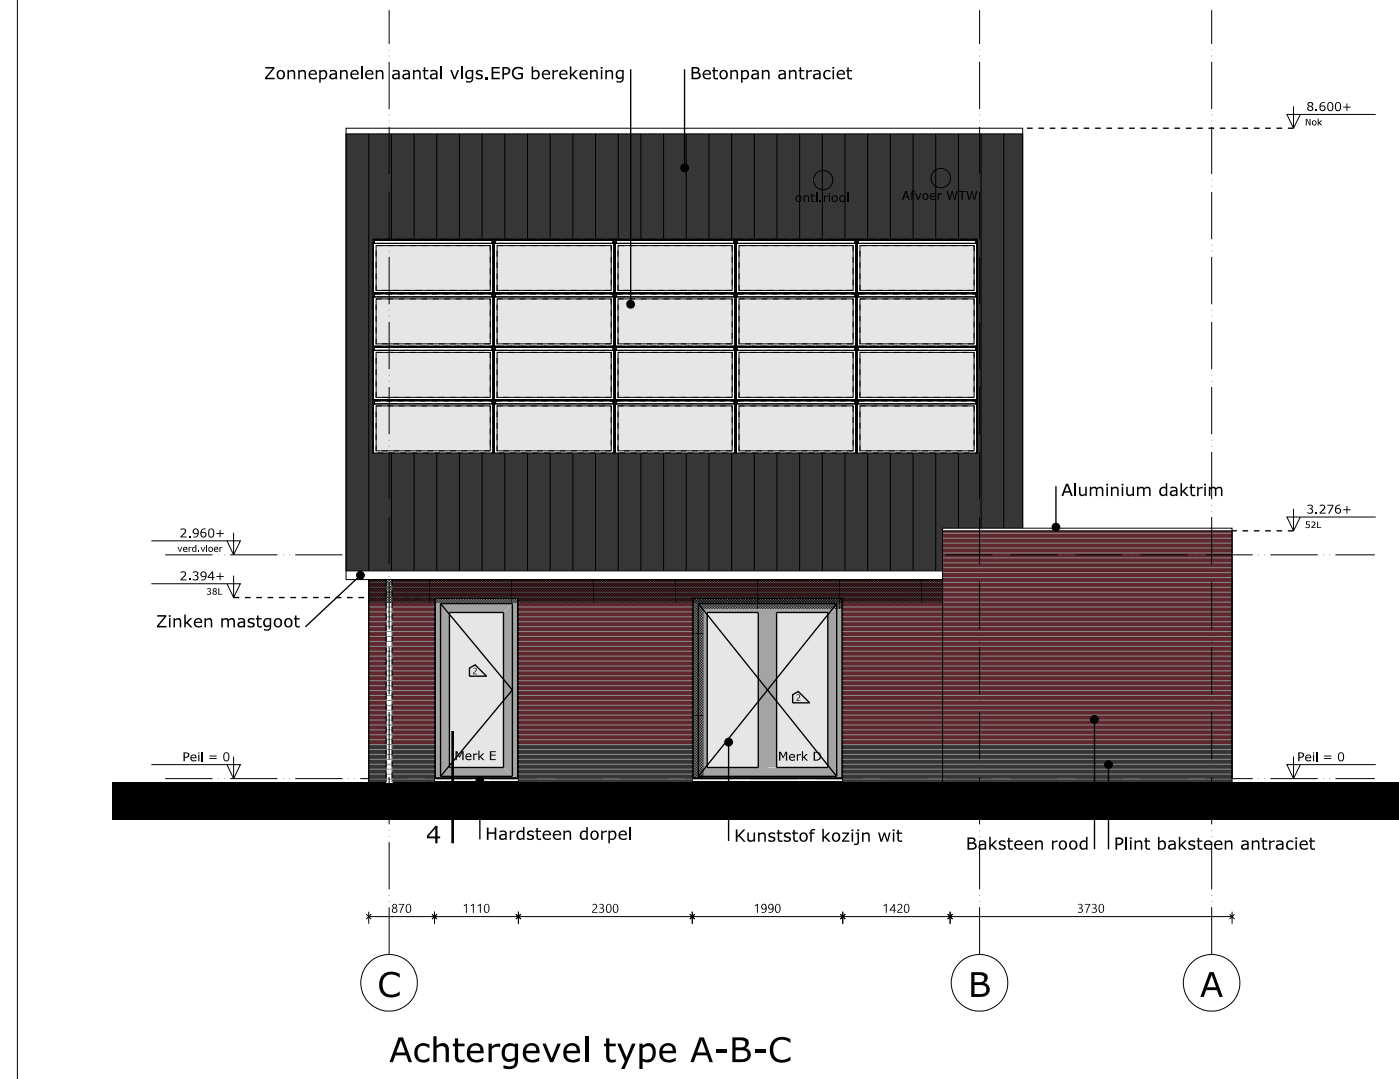 Zonnepanelen aantal vlgs.EPG berekening
Betonpan antraciet
8.600+
Nok
ontl.riool
Afvoer WTW
Aluminium daktrim
3.276+
52L
2.960+
verd.vloer
2.394+
38L
Zinken mastgoot
2
2
Peil = 0
Merk E
Merk D
Peil = 0
4
Hardsteen dorpel
Kunststof kozijn wit
Baksteen rood
Plint baksteen antraciet
870
1110
2300
1990
1420
3730
C
B
A
Achtergevel type A-B-C